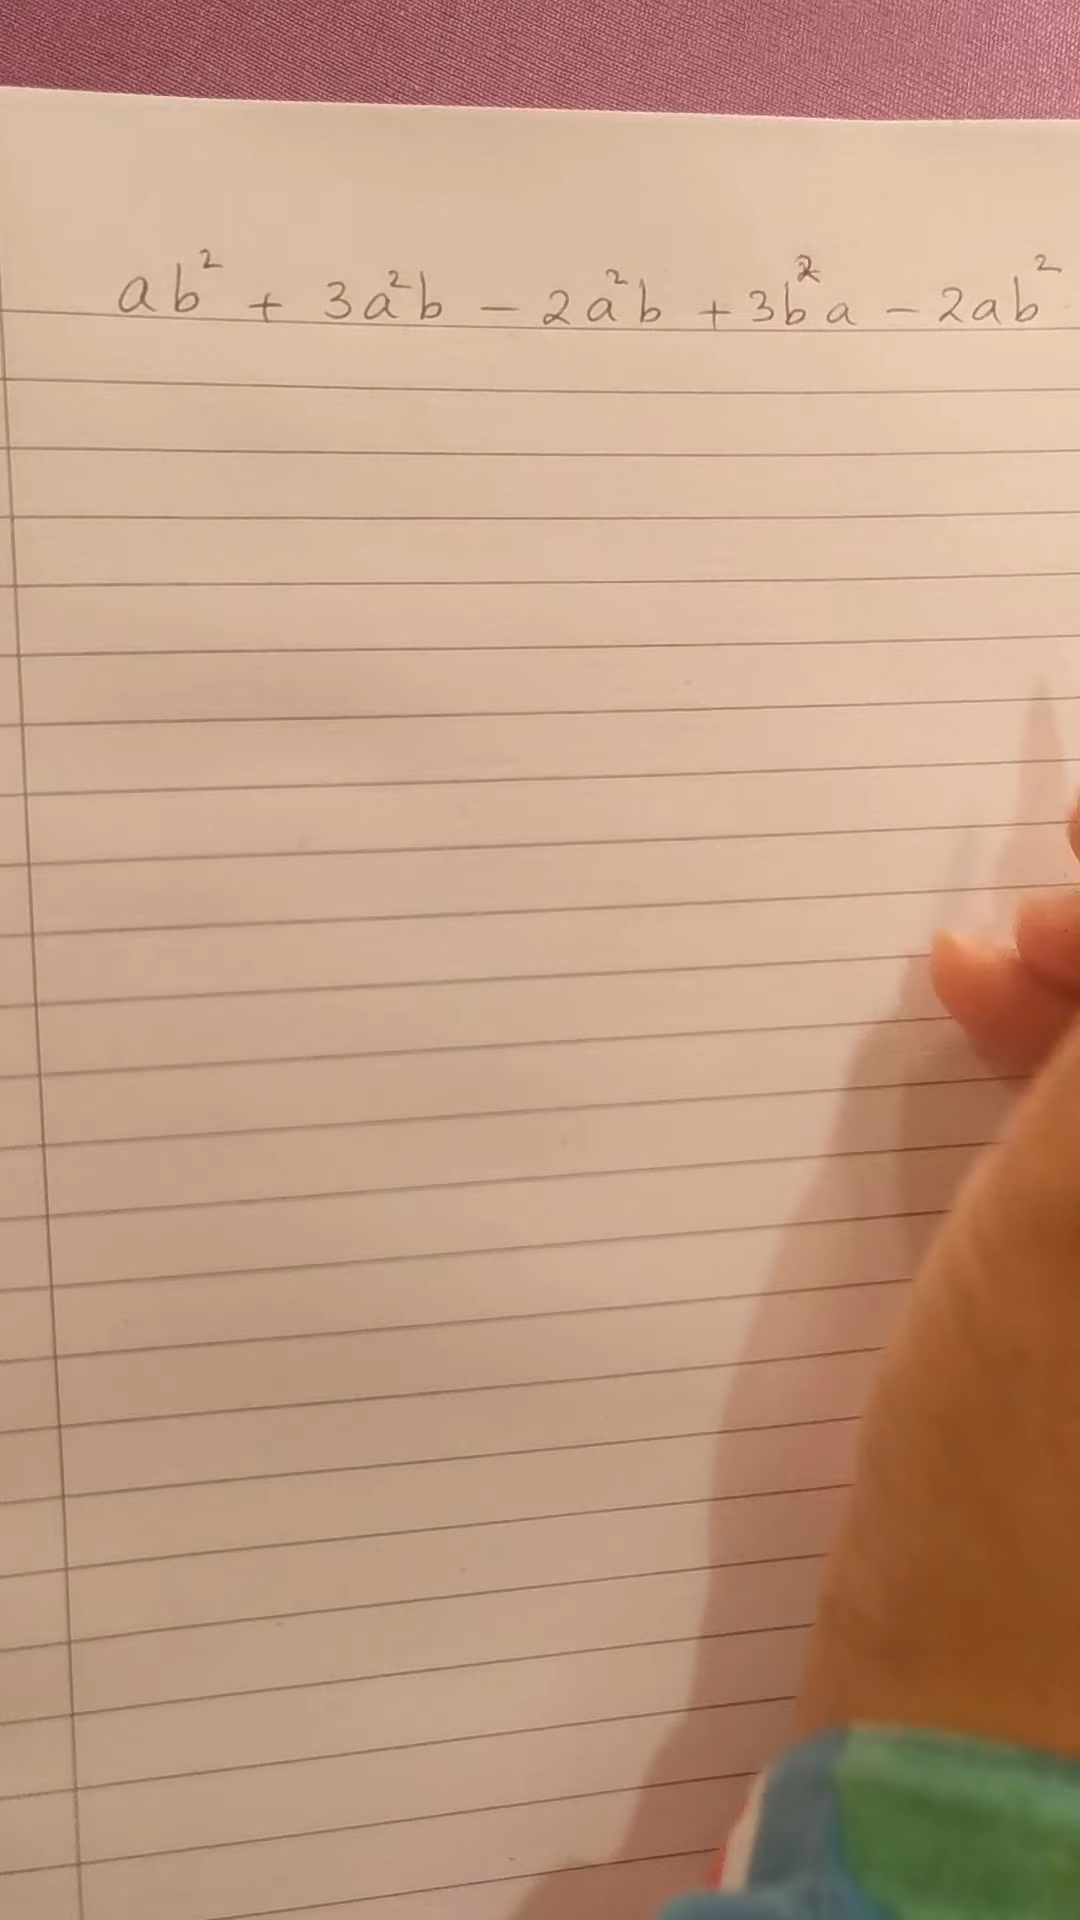 ab² + 3a²b - 2a²b + 3b²a - 2ab²